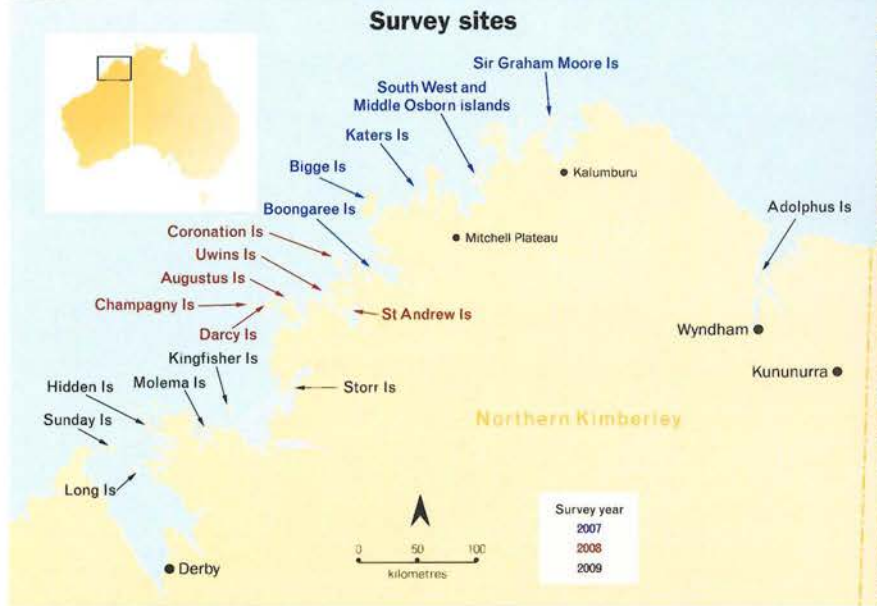 Survey sites
Sir Graham Moore Is
South West and
Middle Osborn islands
Katers Is
Kalumburu
Bigge Is
Boongaree Is
Adolphus Is
Mitchell Plateau
Coronation Is
Uwins Is
Augustus Is
Champagny Is
St Andrew Is
Darcy Is
Wyndham
Kingfisher Is
Kununurra
Hidden Is
Molema Is
Storr Is
Sunday Is
Northern Kimberley
Long Is
Survey year
2007
2008
2009
0 50 100
kilometres
Derby